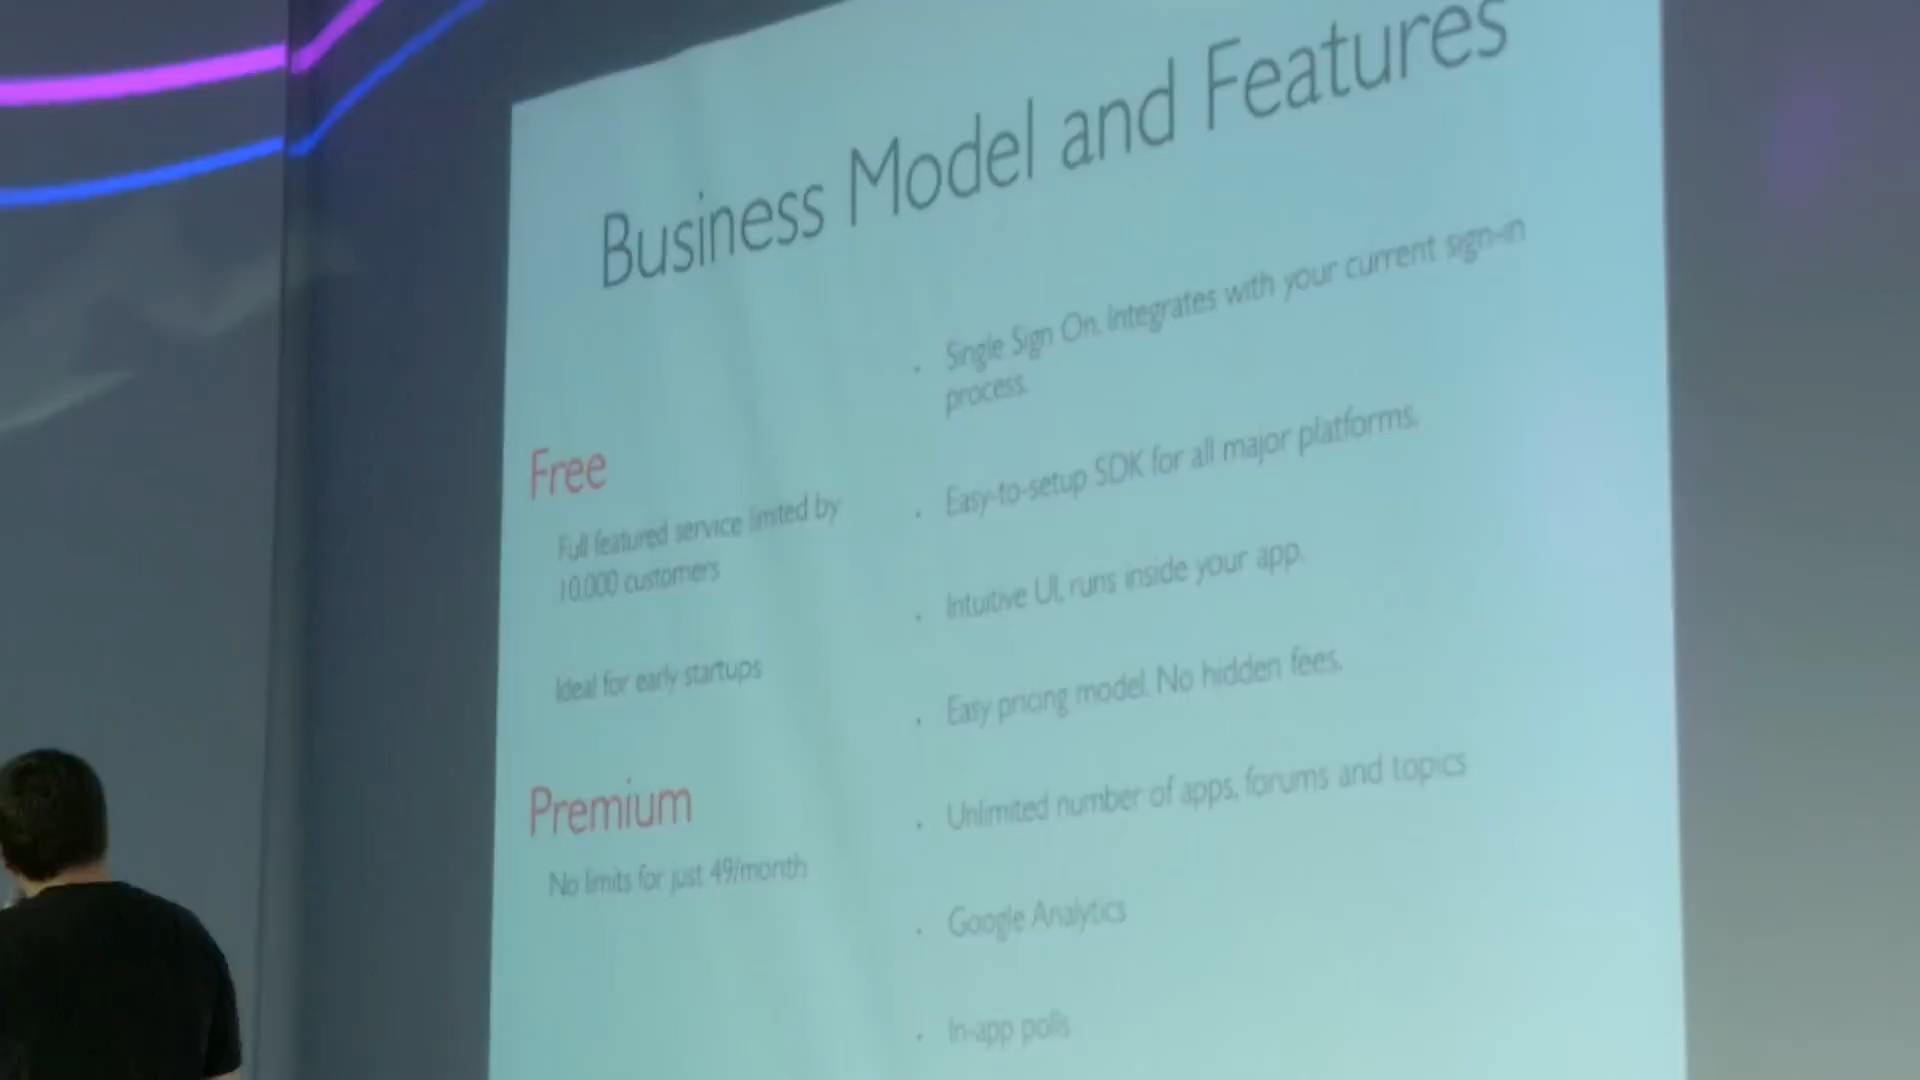 Business Model and Features
Free
Full featured service limited by
10.000 customers
Ideal for early startups
Premium
No limits for just 49/month
Single Sign On. Integrates with your current sign-in
process.
Easy-to-setup SDK for all major platforms.
Intuitive UI, runs inside your app.
Easy pricing model. No hidden fees.
Unlimited number of apps, forums and topics
Google Analytics
In-app polls